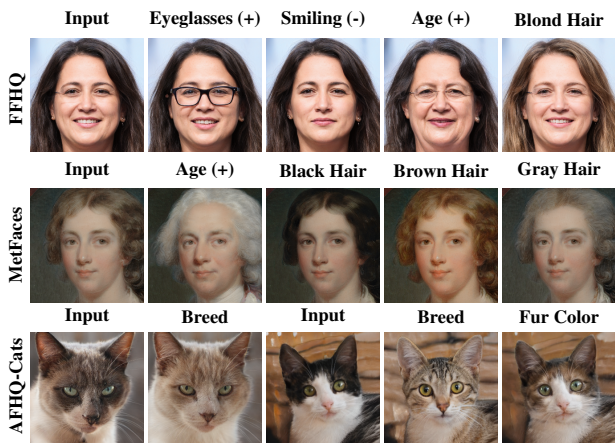 Input Eyeglasses (+) Smiling (-) Age (+) Blond Hair
FFHQ
Input Age (+) Black Hair Brown Hair Gray Hair
MetFaces
Input Breed Input Breed Fur Color
AFHQ-Cats